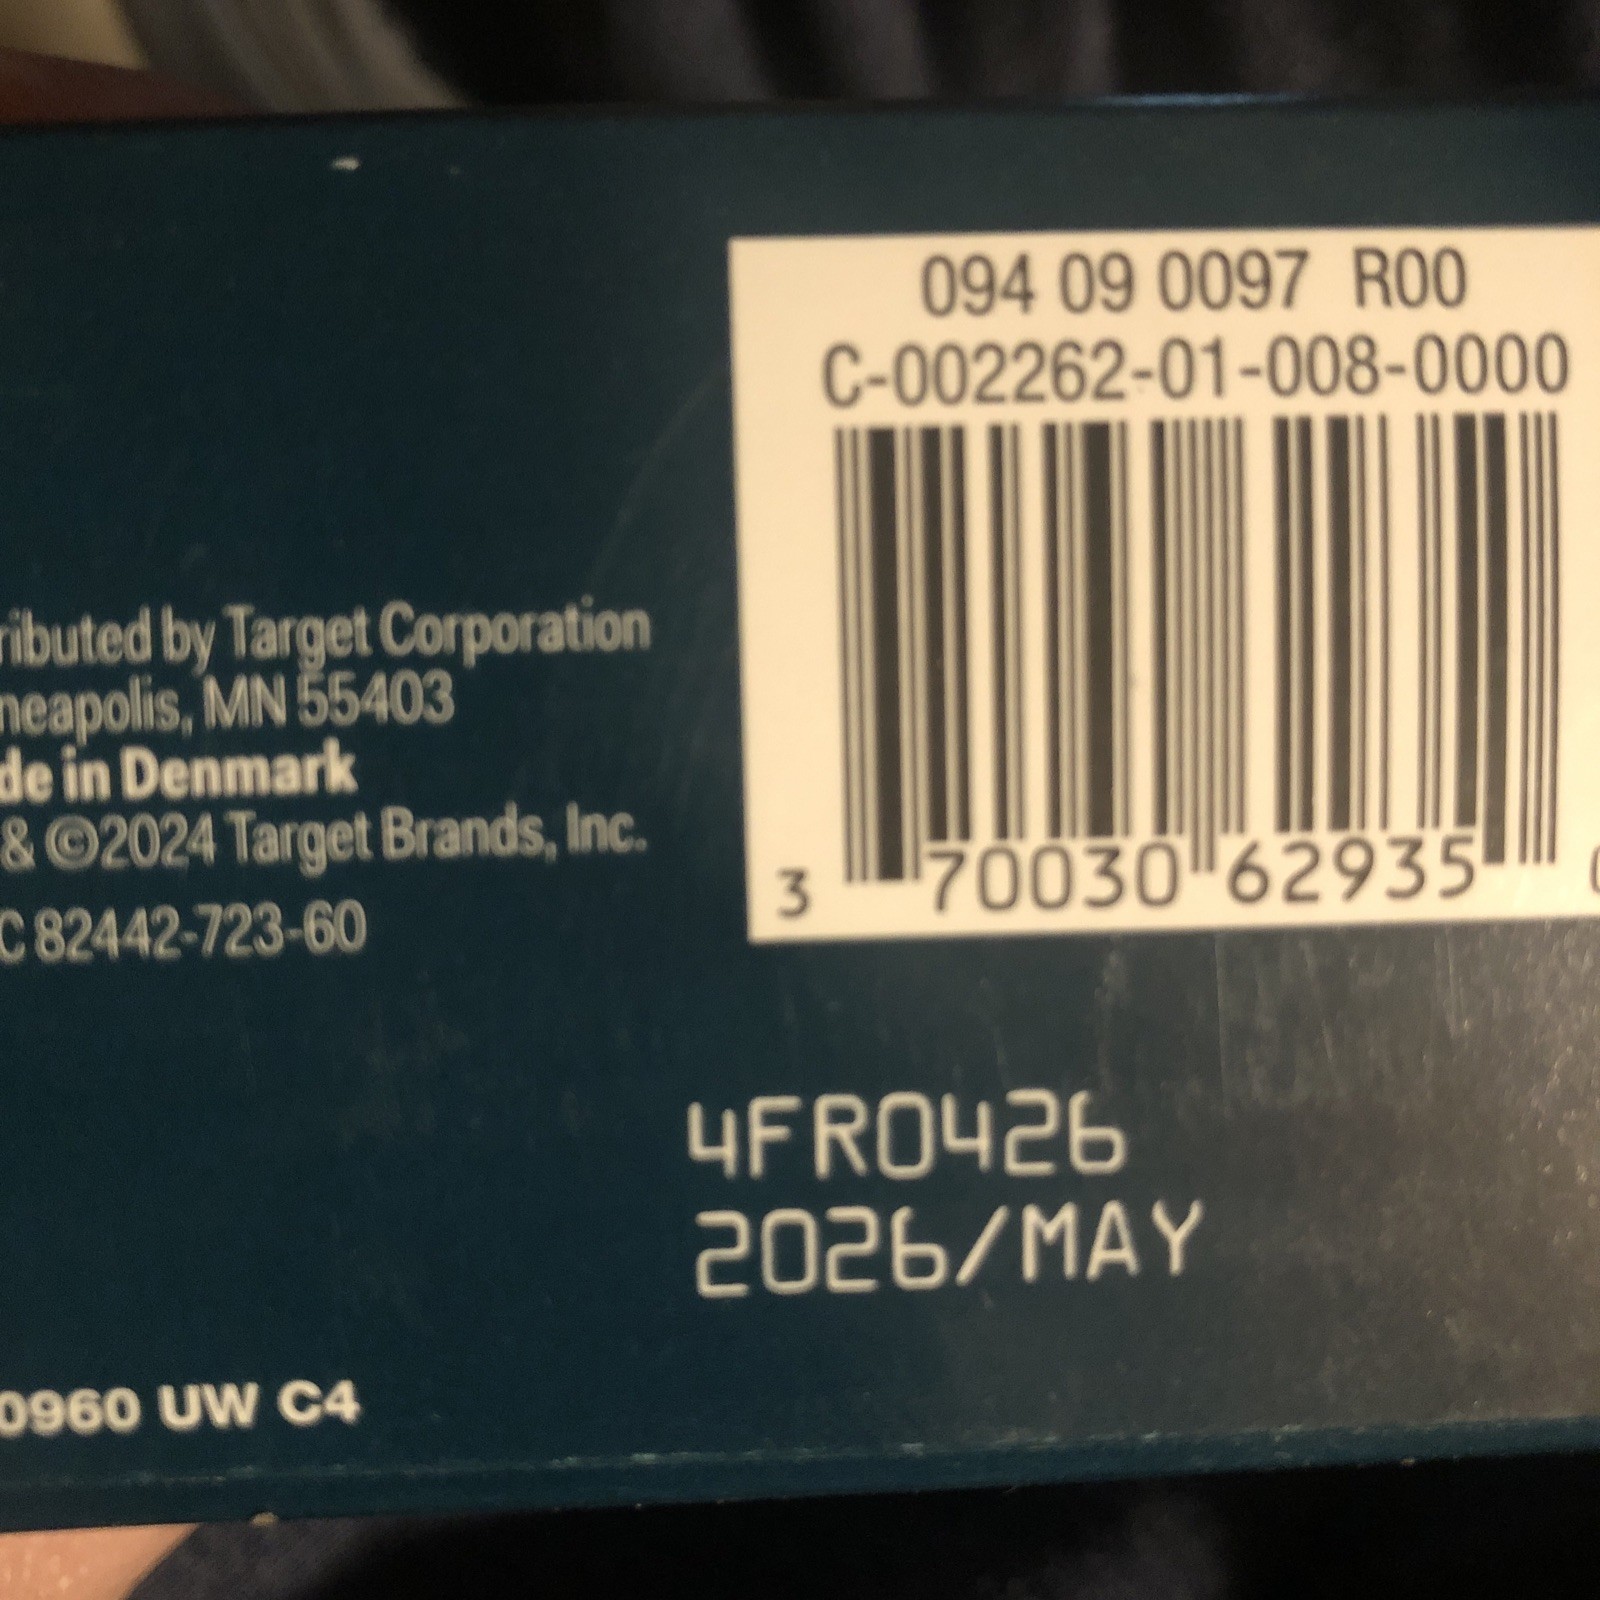 094 09 0097 R00
C-002262-01-008-0000
3 70030 62935
ributed by Target Corporation
neapolis, MN 55403
de in Denmark
& ©2024 Target Brands, Inc.
C 82442-723-60
4FR0426
2026/MAY
0960 UW C4